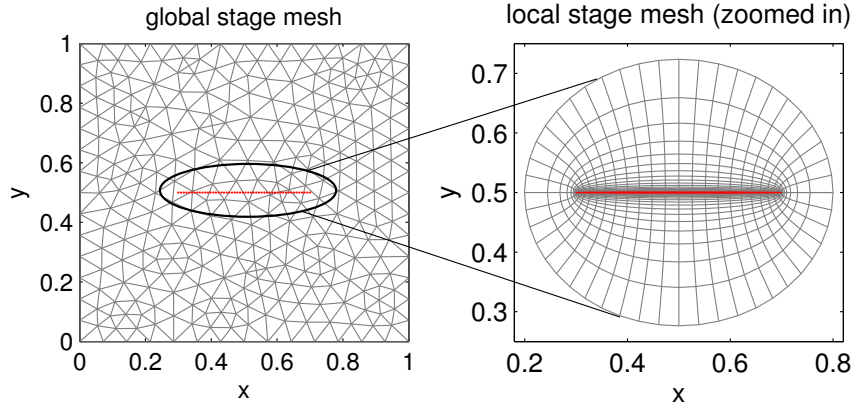 global stage mesh
1
0.8
0.6
0.4
0.2
0
y
0 0.2 0.4 0.6 0.8 1
x
local stage mesh (zoomed in)
0.7
0.6
0.5
0.4
0.3
y
0.2 0.4 0.6 0.8
x